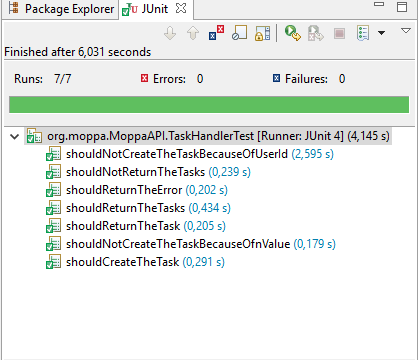 Package Explorer JUnit
Finished after 6,031 seconds
Runs: 7/7 Errors: 0 Failures: 0
org.moppa.MoppaAPI.TaskHandlerTest [Runner: JUnit 4] (4,145 s)
shouldNotCreateTheTaskBecauseOfUserId (2,595 s)
shouldNotReturnTheTasks (0,239 s)
shouldReturnTheError (0,202 s)
shouldReturnTheTasks (0,434 s)
shouldReturnTheTask (0,205 s)
shouldNotCreateTheTaskBecauseOfnValue (0,179 s)
shouldCreateTheTask (0,291 s)